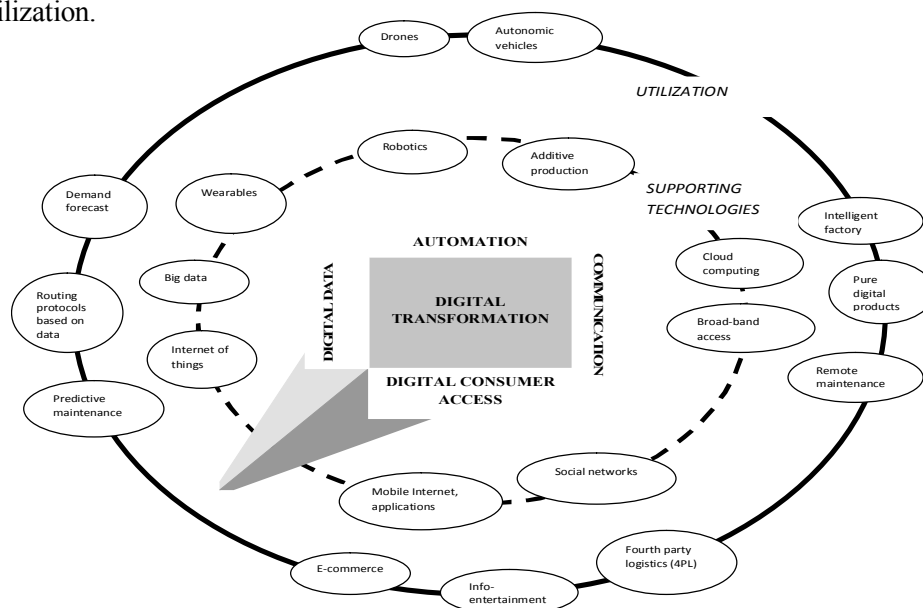 ilization.
Drones
Autonomic
vehicles
UTILIZATION
Robotics
Additive
production
Wearables
SUPPORTING
TECHNOLOGIES
Demand
forecast
Intelligent
factory
AUTOMATION
Cloud
computing
Big data
Pure
digital
products
Routing
protocols
based on
data
DIGITAL DATA
DIGITAL
TRANSFORMATION
COMMUNICATION
Broad-band
access
Internet of
things
Remote
maintenance
Predictive
maintenance
DIGITAL CONSUMER
ACCESS
Social networks
Mobile Internet,
applications
Fourth party
logistics (4PL)
E-commerce
Info-
entertainment